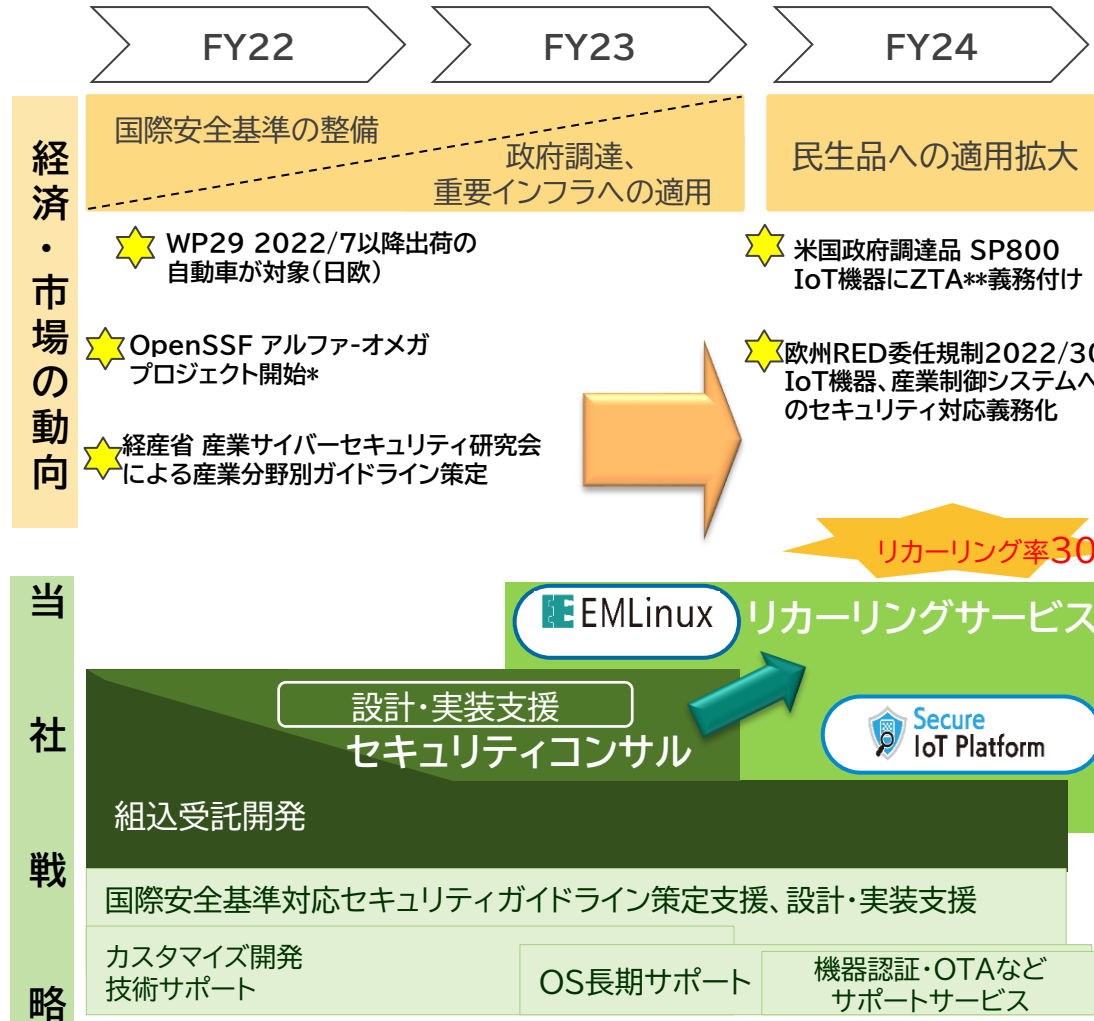 FY22
FY23
FY24
経済・市場の動向
国際安全基準の整備
政府調達、
重要インフラへの適用
民生品への適用拡大
WP29 2022/7以降出荷の
自動車が対象(日欧)
OpenSSF アルファ-オメガ
プロジェクト開始*
経産省 産業サイバーセキュリティ研究会
による産業分野別ガイドライン策定
米国政府調達品 SP800
IoT機器にZTA**義務付け
欧州RED委任規制2022/30
IoT機器、産業制御システムへ
のセキュリティ対応義務化
リカーリング率30
当社戦略
EMLinux
リカーリングサービス
設計・実装支援
セキュリティコンサル
Secure
IoT Platform
組込受託開発
国際安全基準対応セキュリティガイドライン策定支援、設計・実装支援
カスタマイズ開発
技術サポート
OS長期サポート
機器認証・OTAなど
サポートサービス